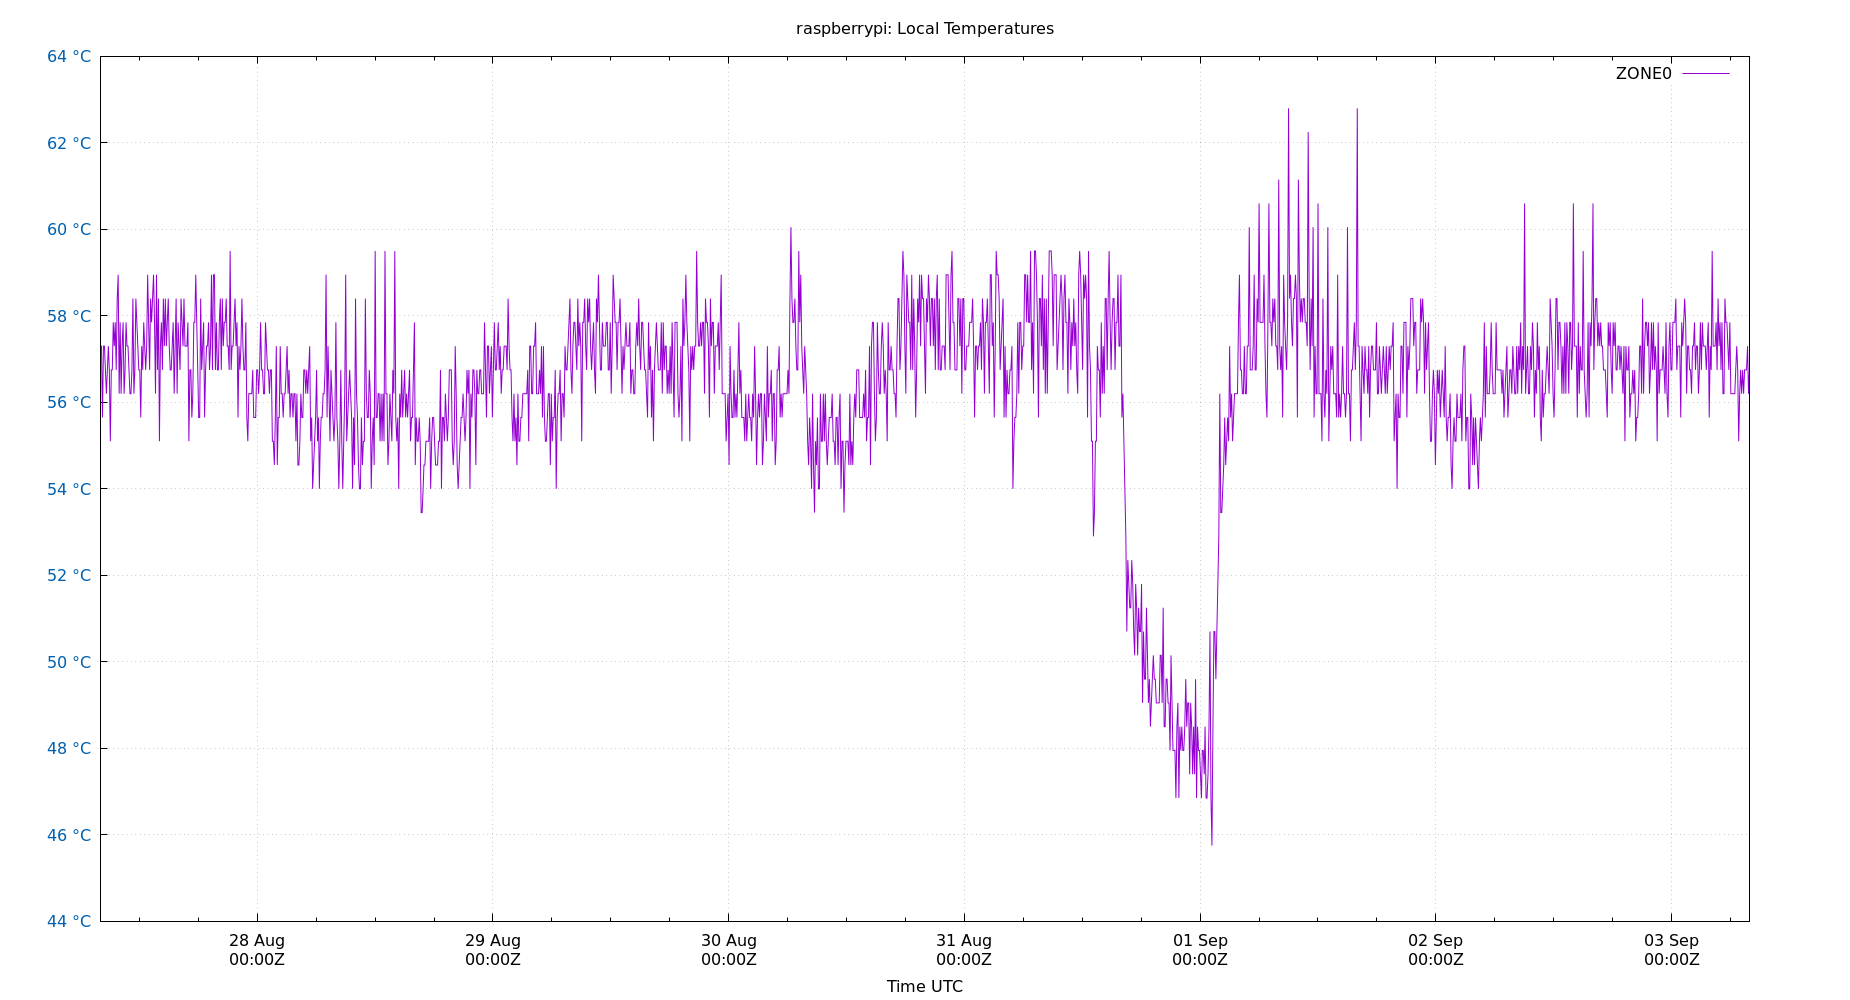 raspberrypi: Local Temperatures
64 °C
ZONE0
62 °C
60 °C
58 °C
56 °C
54 °C
52 °C
50 °C
48 °C
46 °C
44 °C
28 Aug 29 Aug 30 Aug 31 Aug 01 Sep 02 Sep 03 Sep
00:00Z 00:00Z 00:00Z 00:00Z 00:00Z 00:00Z 00:00Z
Time UTC